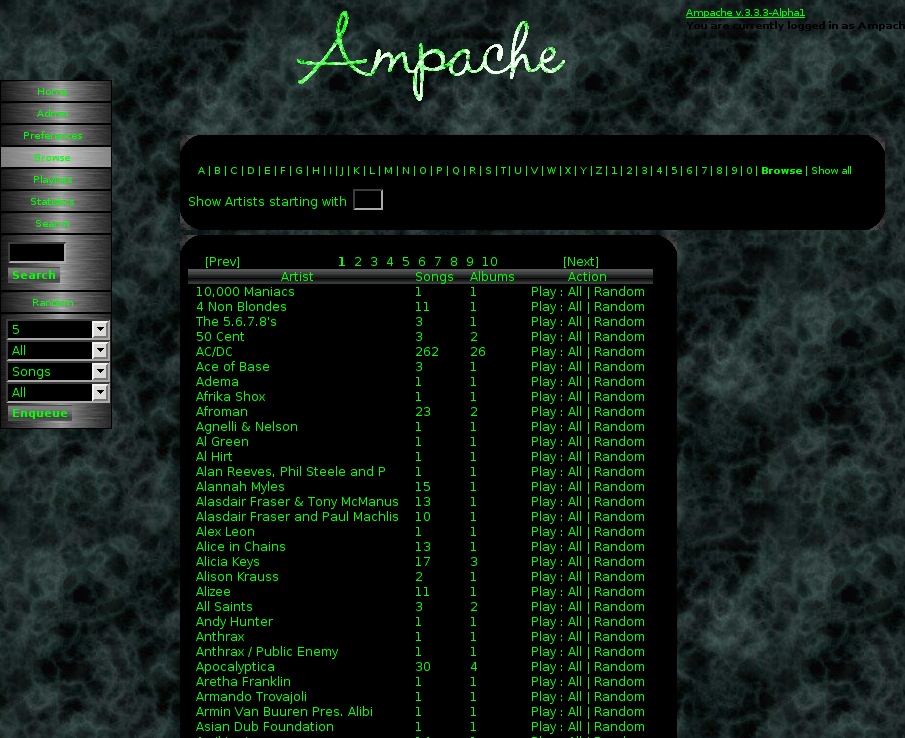 Ampache v.3.3.3-Alpha1
You are currently logged in as Ampach
Ampache
Home
Admin
Preferences
Browse
Playlists
Statistics
Search
Search
Random
5
All
Songs
All
Enqueue
A | B | C | D | E | F | G | H | I | J | K | L | M | N | O | P | Q | R | S | T | U | V | W | X | Y | Z | 1 | 2 | 3 | 4 | 5 | 6 | 7 | 8 | 9 | 0 | Browse | Show all
Show Artists starting with
[Prev] 1 2 3 4 5 6 7 8 9 10 [Next]
Artist Songs Albums Action
10,000 Maniacs 1 1 Play : All | Random
4 Non Blondes 11 1 Play : All | Random
The 5.6.7.8's 3 1 Play : All | Random
50 Cent 3 2 Play : All | Random
AC/DC 262 26 Play : All | Random
Ace of Base 3 1 Play : All | Random
Adema 1 1 Play : All | Random
Afrika Shox 1 1 Play : All | Random
Afroman 23 2 Play : All | Random
Agnelli & Nelson 1 1 Play : All | Random
Al Green 1 1 Play : All | Random
Al Hirt 1 1 Play : All | Random
Alan Reeves, Phil Steele and P 1 1 Play : All | Random
Alannah Myles 15 1 Play : All | Random
Alasdair Fraser & Tony McManus 13 1 Play : All | Random
Alasdair Fraser and Paul Machlis 10 1 Play : All | Random
Alex Leon 1 1 Play : All | Random
Alice in Chains 13 1 Play : All | Random
Alicia Keys 17 3 Play : All | Random
Alison Krauss 2 1 Play : All | Random
Alizee 11 1 Play : All | Random
All Saints 3 2 Play : All | Random
Andy Hunter 1 1 Play : All | Random
Anthrax 1 1 Play : All | Random
Anthrax / Public Enemy 1 1 Play : All | Random
Apocalyptica 30 4 Play : All | Random
Aretha Franklin 1 1 Play : All | Random
Armando Trovajoli 1 1 Play : All | Random
Armin Van Buuren Pres. Alibi 1 1 Play : All | Random
Asian Dub Foundation 1 1 Play : All | Random